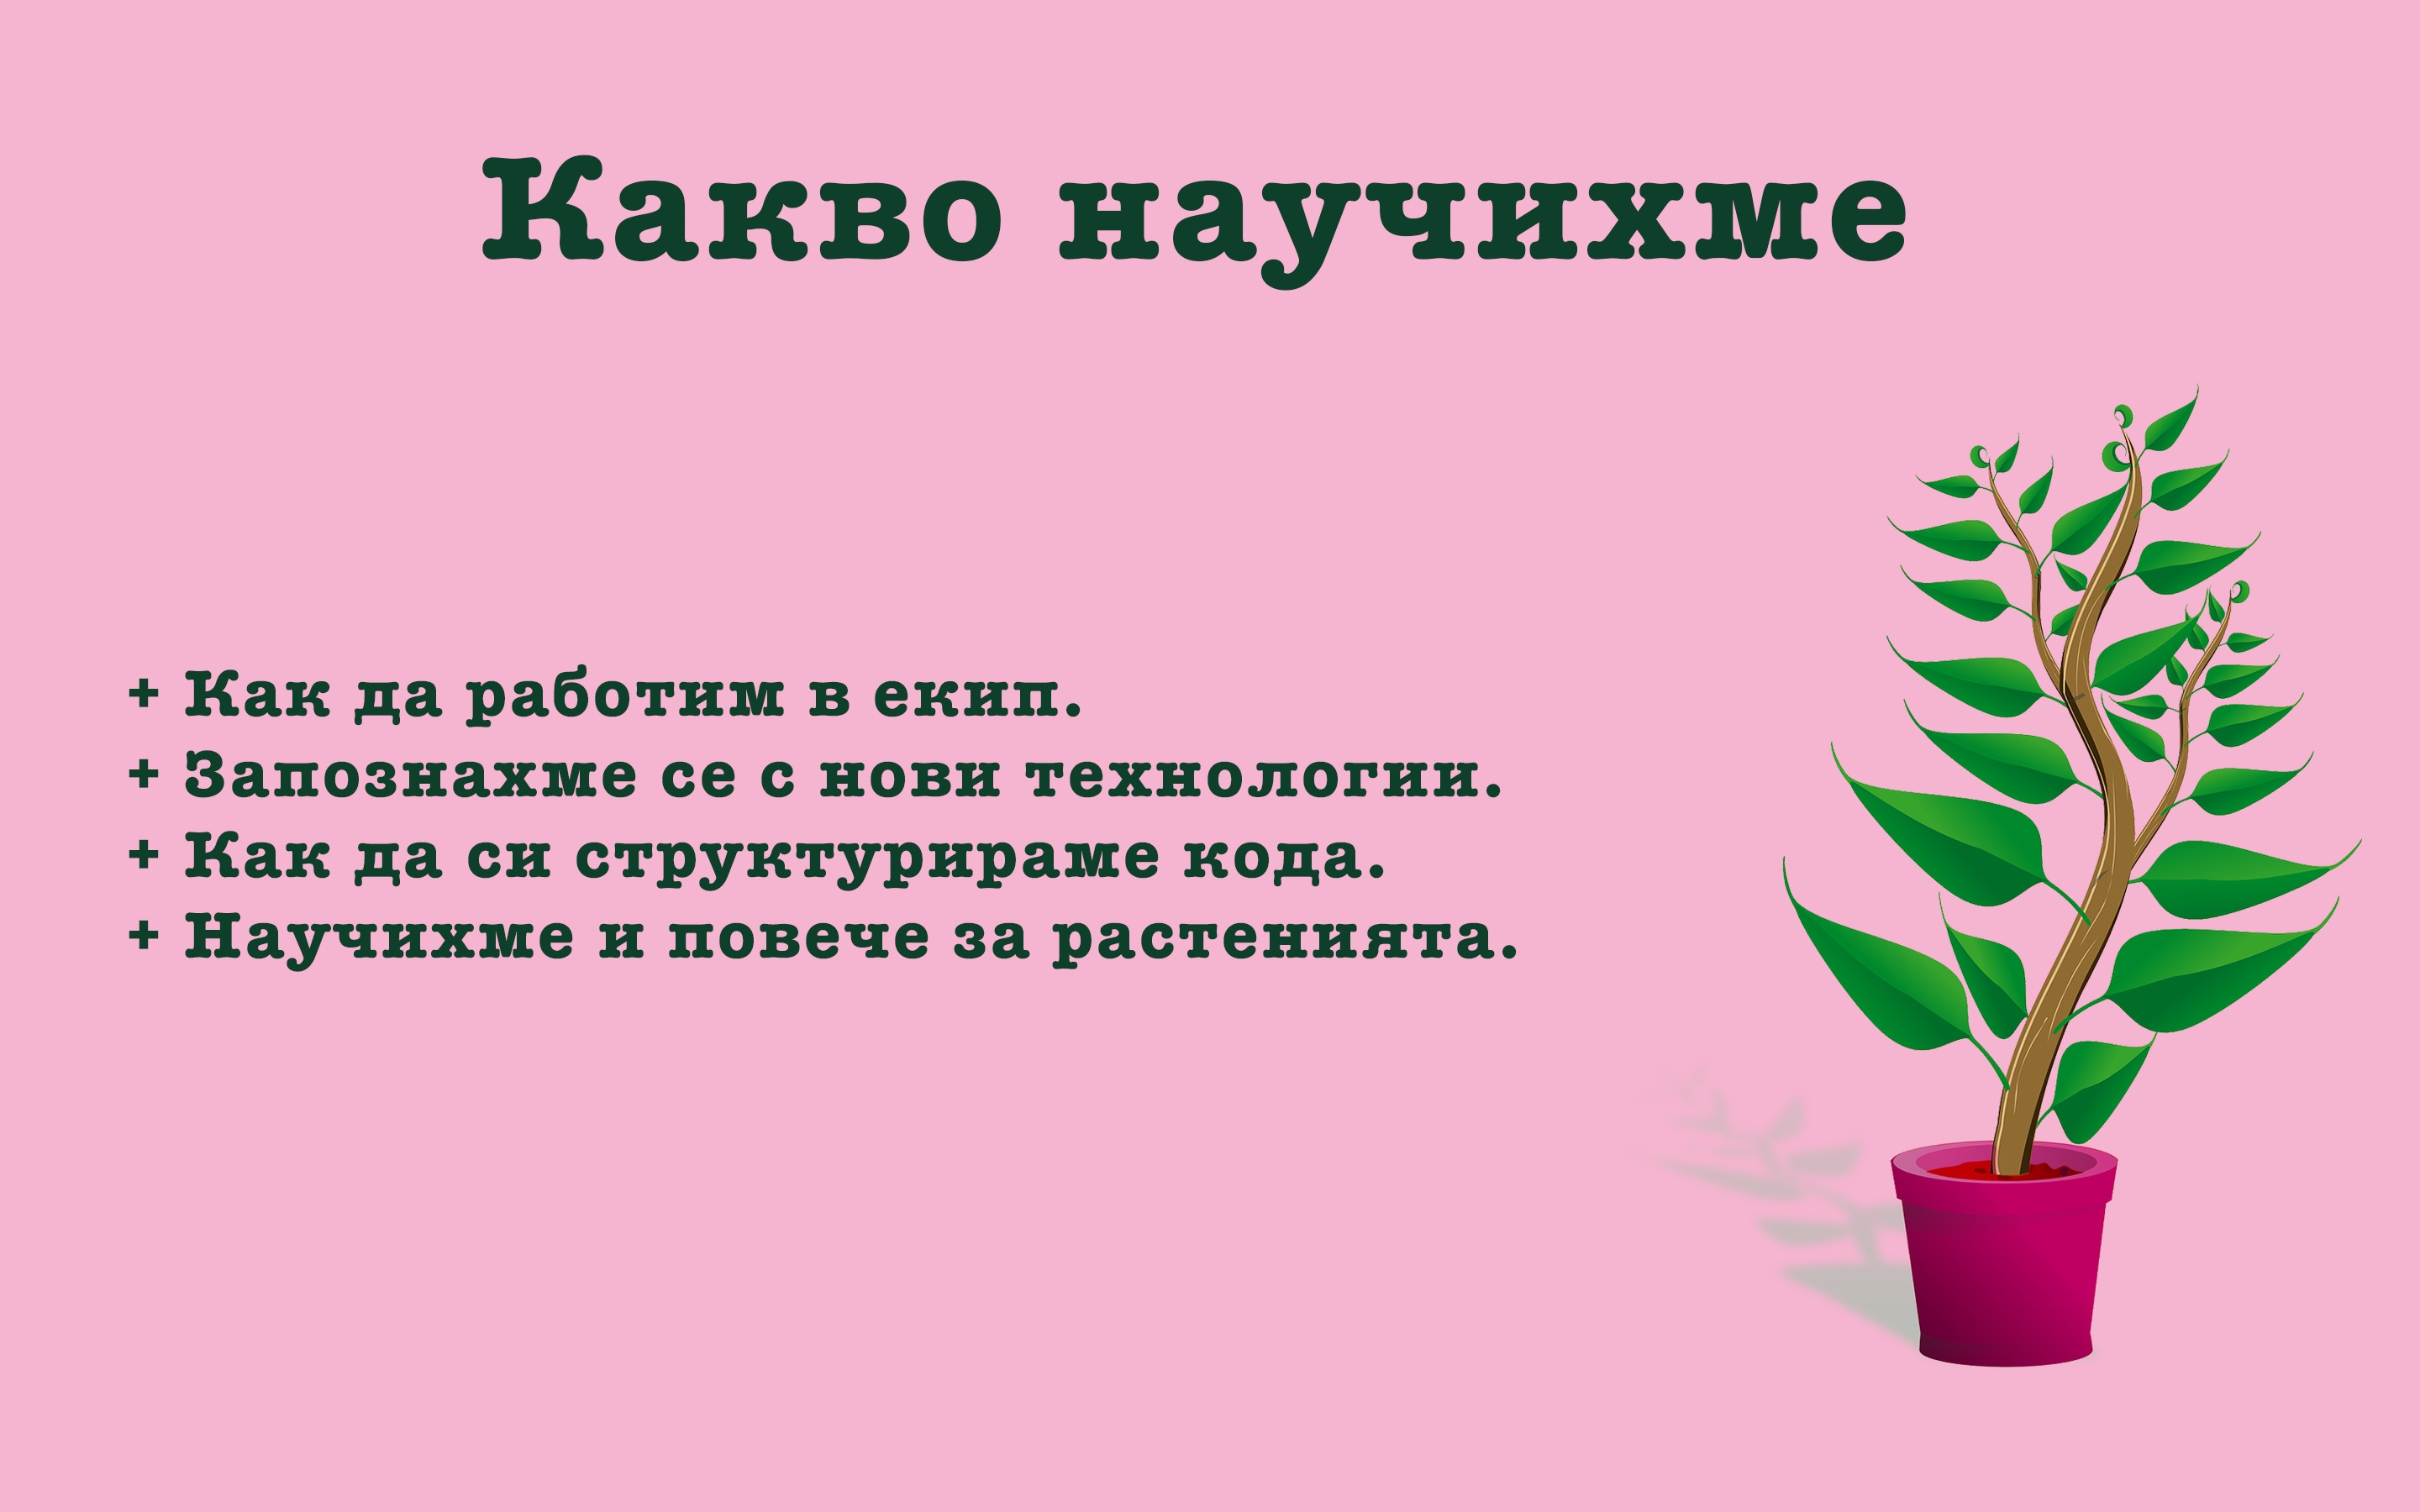 Какво научихме
+ Как да работим в екип.
+ Запознахме се с нови технологии.
+ Как да си структурираме кода.
+ Научихме и повече за растенията.